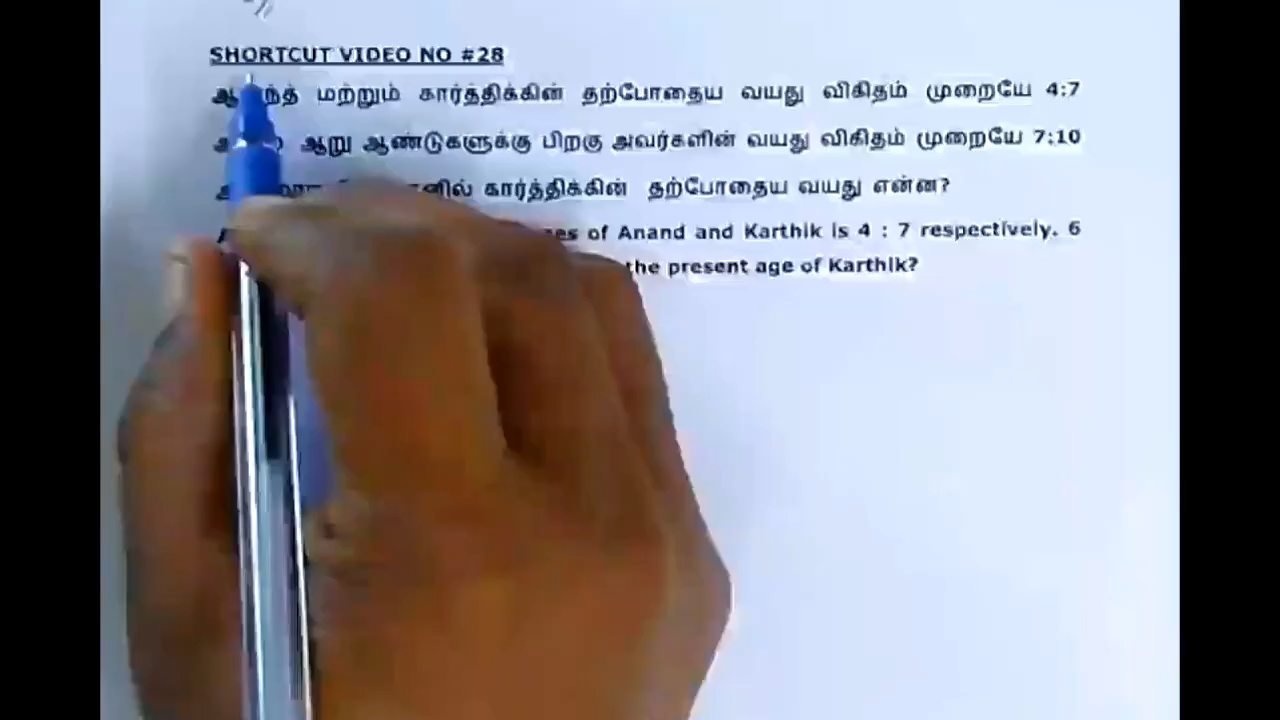 SHORTCUT VIDEO NO #28
மற்றும் கார்த்திக்கின் தற்போதைய வயது விகிதம் முறையே 4:7
ஆறு ஆண்டுகளுக்கு பிறகு அவர்களின் வயது விகிதம் முறையே 7:10
கார்த்திக்கின் தற்போதைய வயது என்ன?
of Anand and Karthik is 4 : 7 respectively. 6
the present age of Karthik?